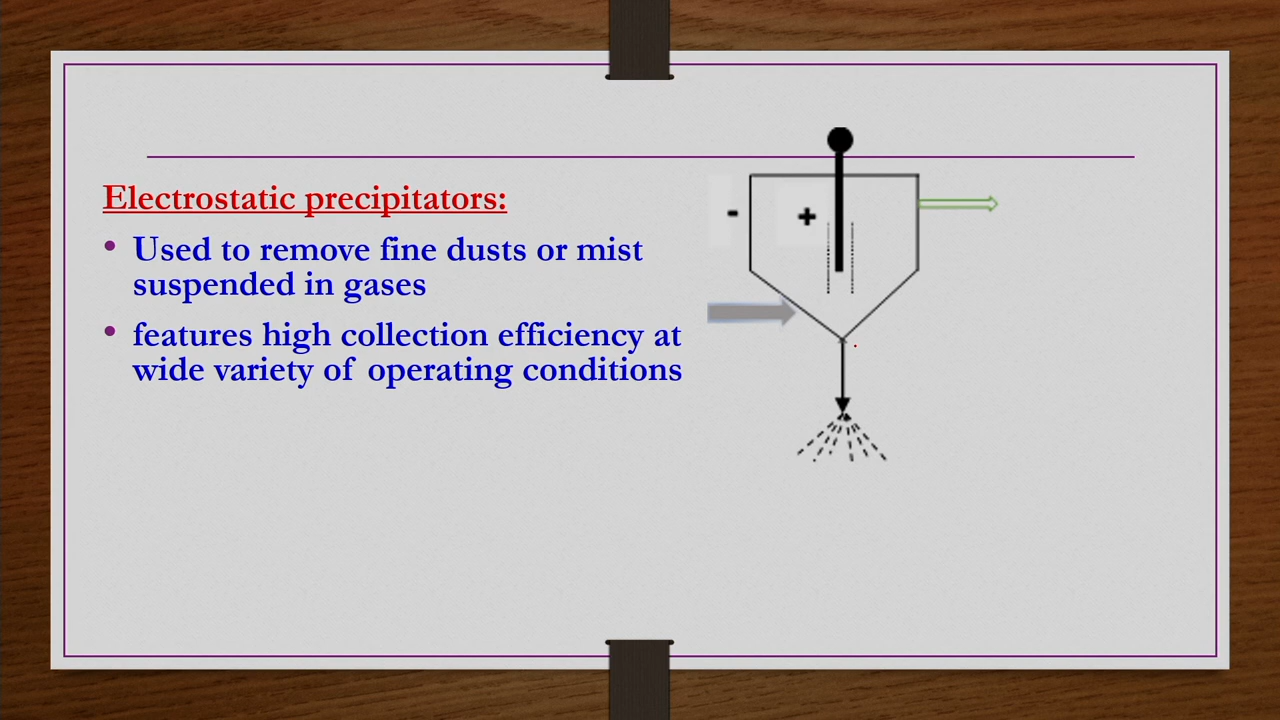 Electrostatic precipitators:
• Used to remove fine dusts or mist
suspended in gases
• features high collection efficiency at
wide variety of operating conditions
- +